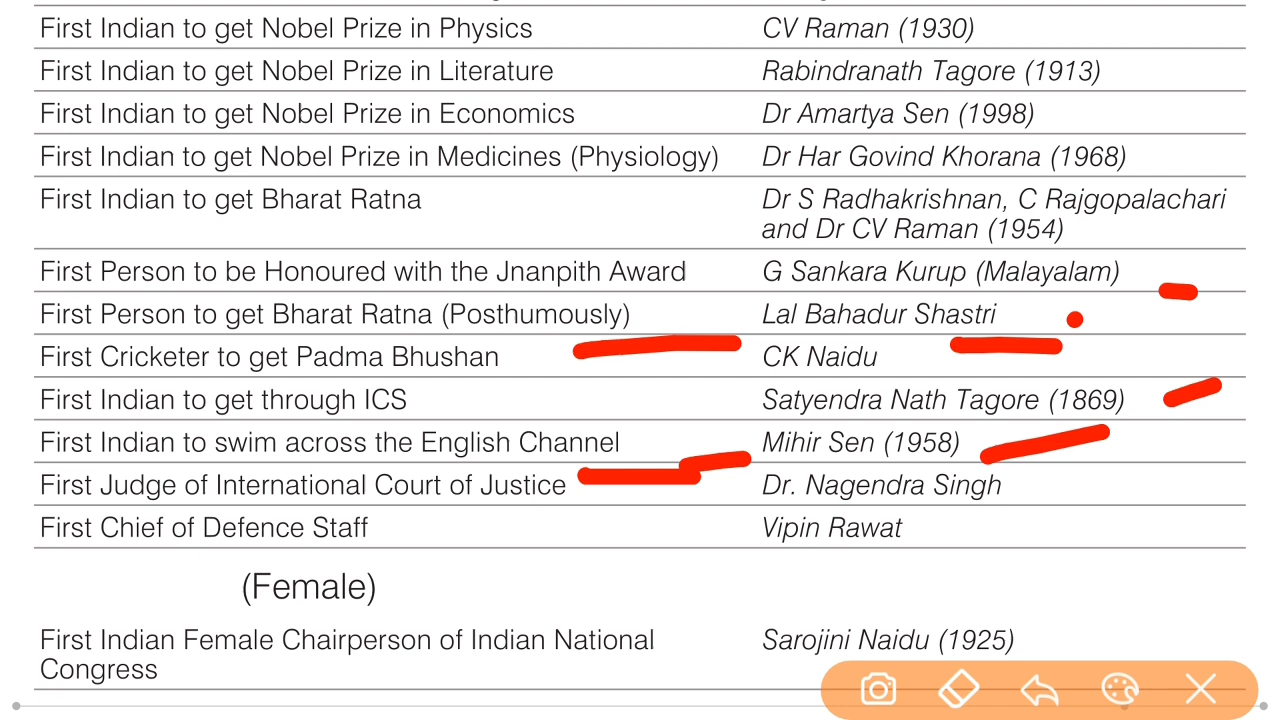 First Indian to get Nobel Prize in Physics CV Raman (1930)
First Indian to get Nobel Prize in Literature Rabindranath Tagore (1913)
First Indian to get Nobel Prize in Economics Dr Amartya Sen (1998)
First Indian to get Nobel Prize in Medicines (Physiology) Dr Har Govind Khorana (1968)
First Indian to get Bharat Ratna Dr S Radhakrishnan, C Rajgopalachari
and Dr CV Raman (1954)
First Person to be Honoured with the Jnanpith Award G Sankara Kurup (Malayalam)
First Person to get Bharat Ratna (Posthumously) Lal Bahadur Shastri
First Cricketer to get Padma Bhushan CK Naidu
First Indian to get through ICS Satyendra Nath Tagore (1869)
First Indian to swim across the English Channel Mihir Sen (1958)
First Judge of International Court of Justice Dr. Nagendra Singh
First Chief of Defence Staff Vipin Rawat
(Female)
First Indian Female Chairperson of Indian National Sarojini Naidu (1925)
Congress